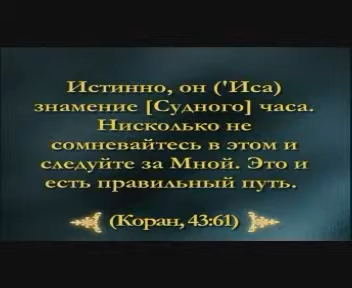 Истинно, он ('Иса)
знамение [Судного] часа.
Нисколько не
сомневайтесь в этом и
следуйте за Мной. Это и
есть правильный путь.
(Коран, 43:61)